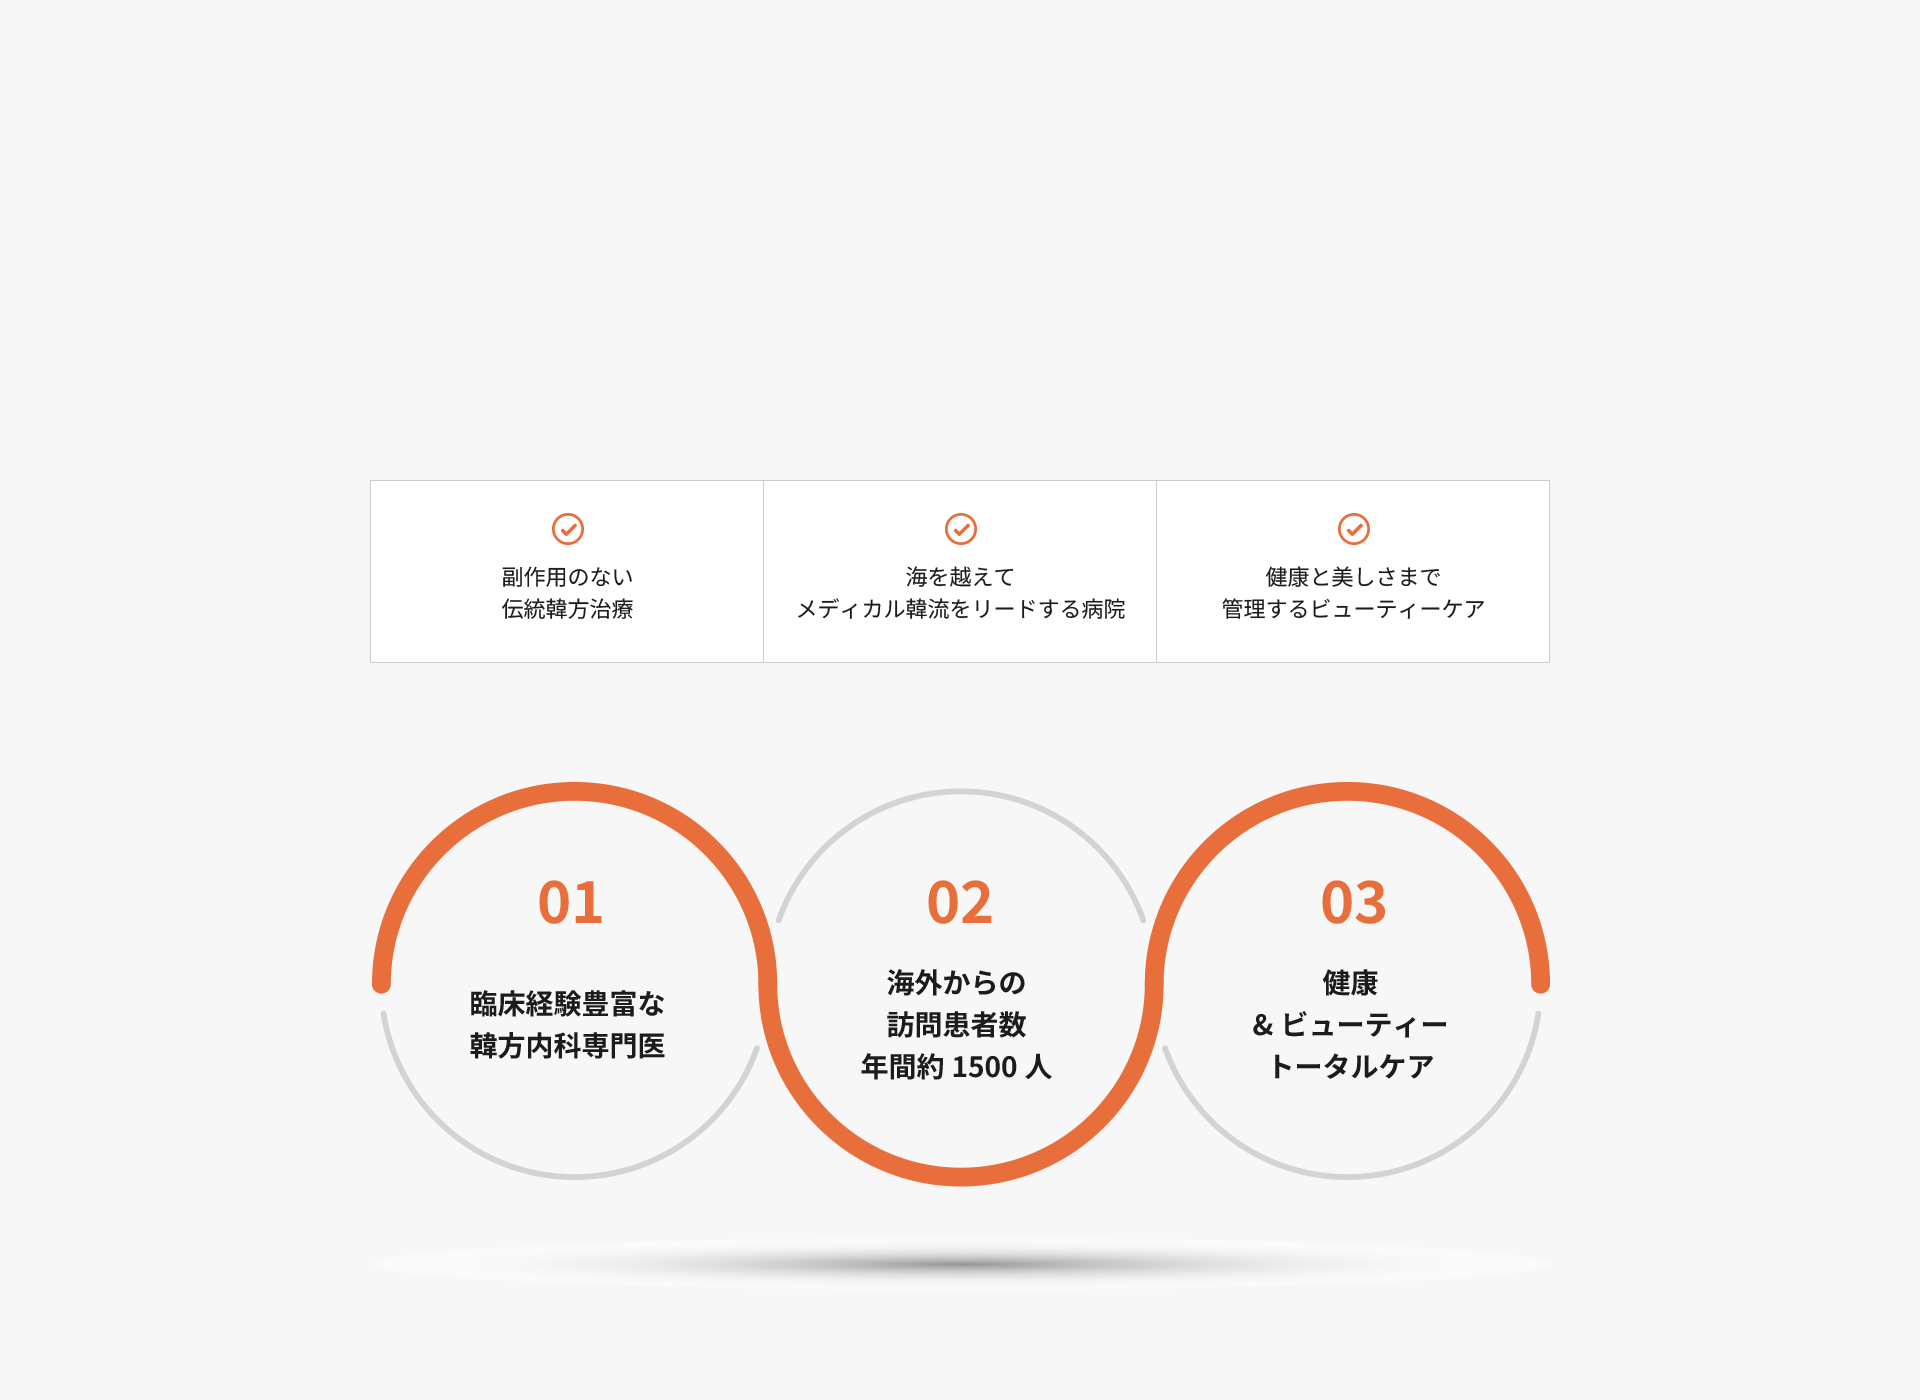 副作用のない
伝統韓方治療
海を越えて
メディカル韓流をリードする病院
健康と美しさまで
管理するビューティーケア
01
臨床経験豊富な
韓方内科専門医
02
海外からの
訪問患者数
年間約 1500 人
03
健康
& ビューティー
トータルケア